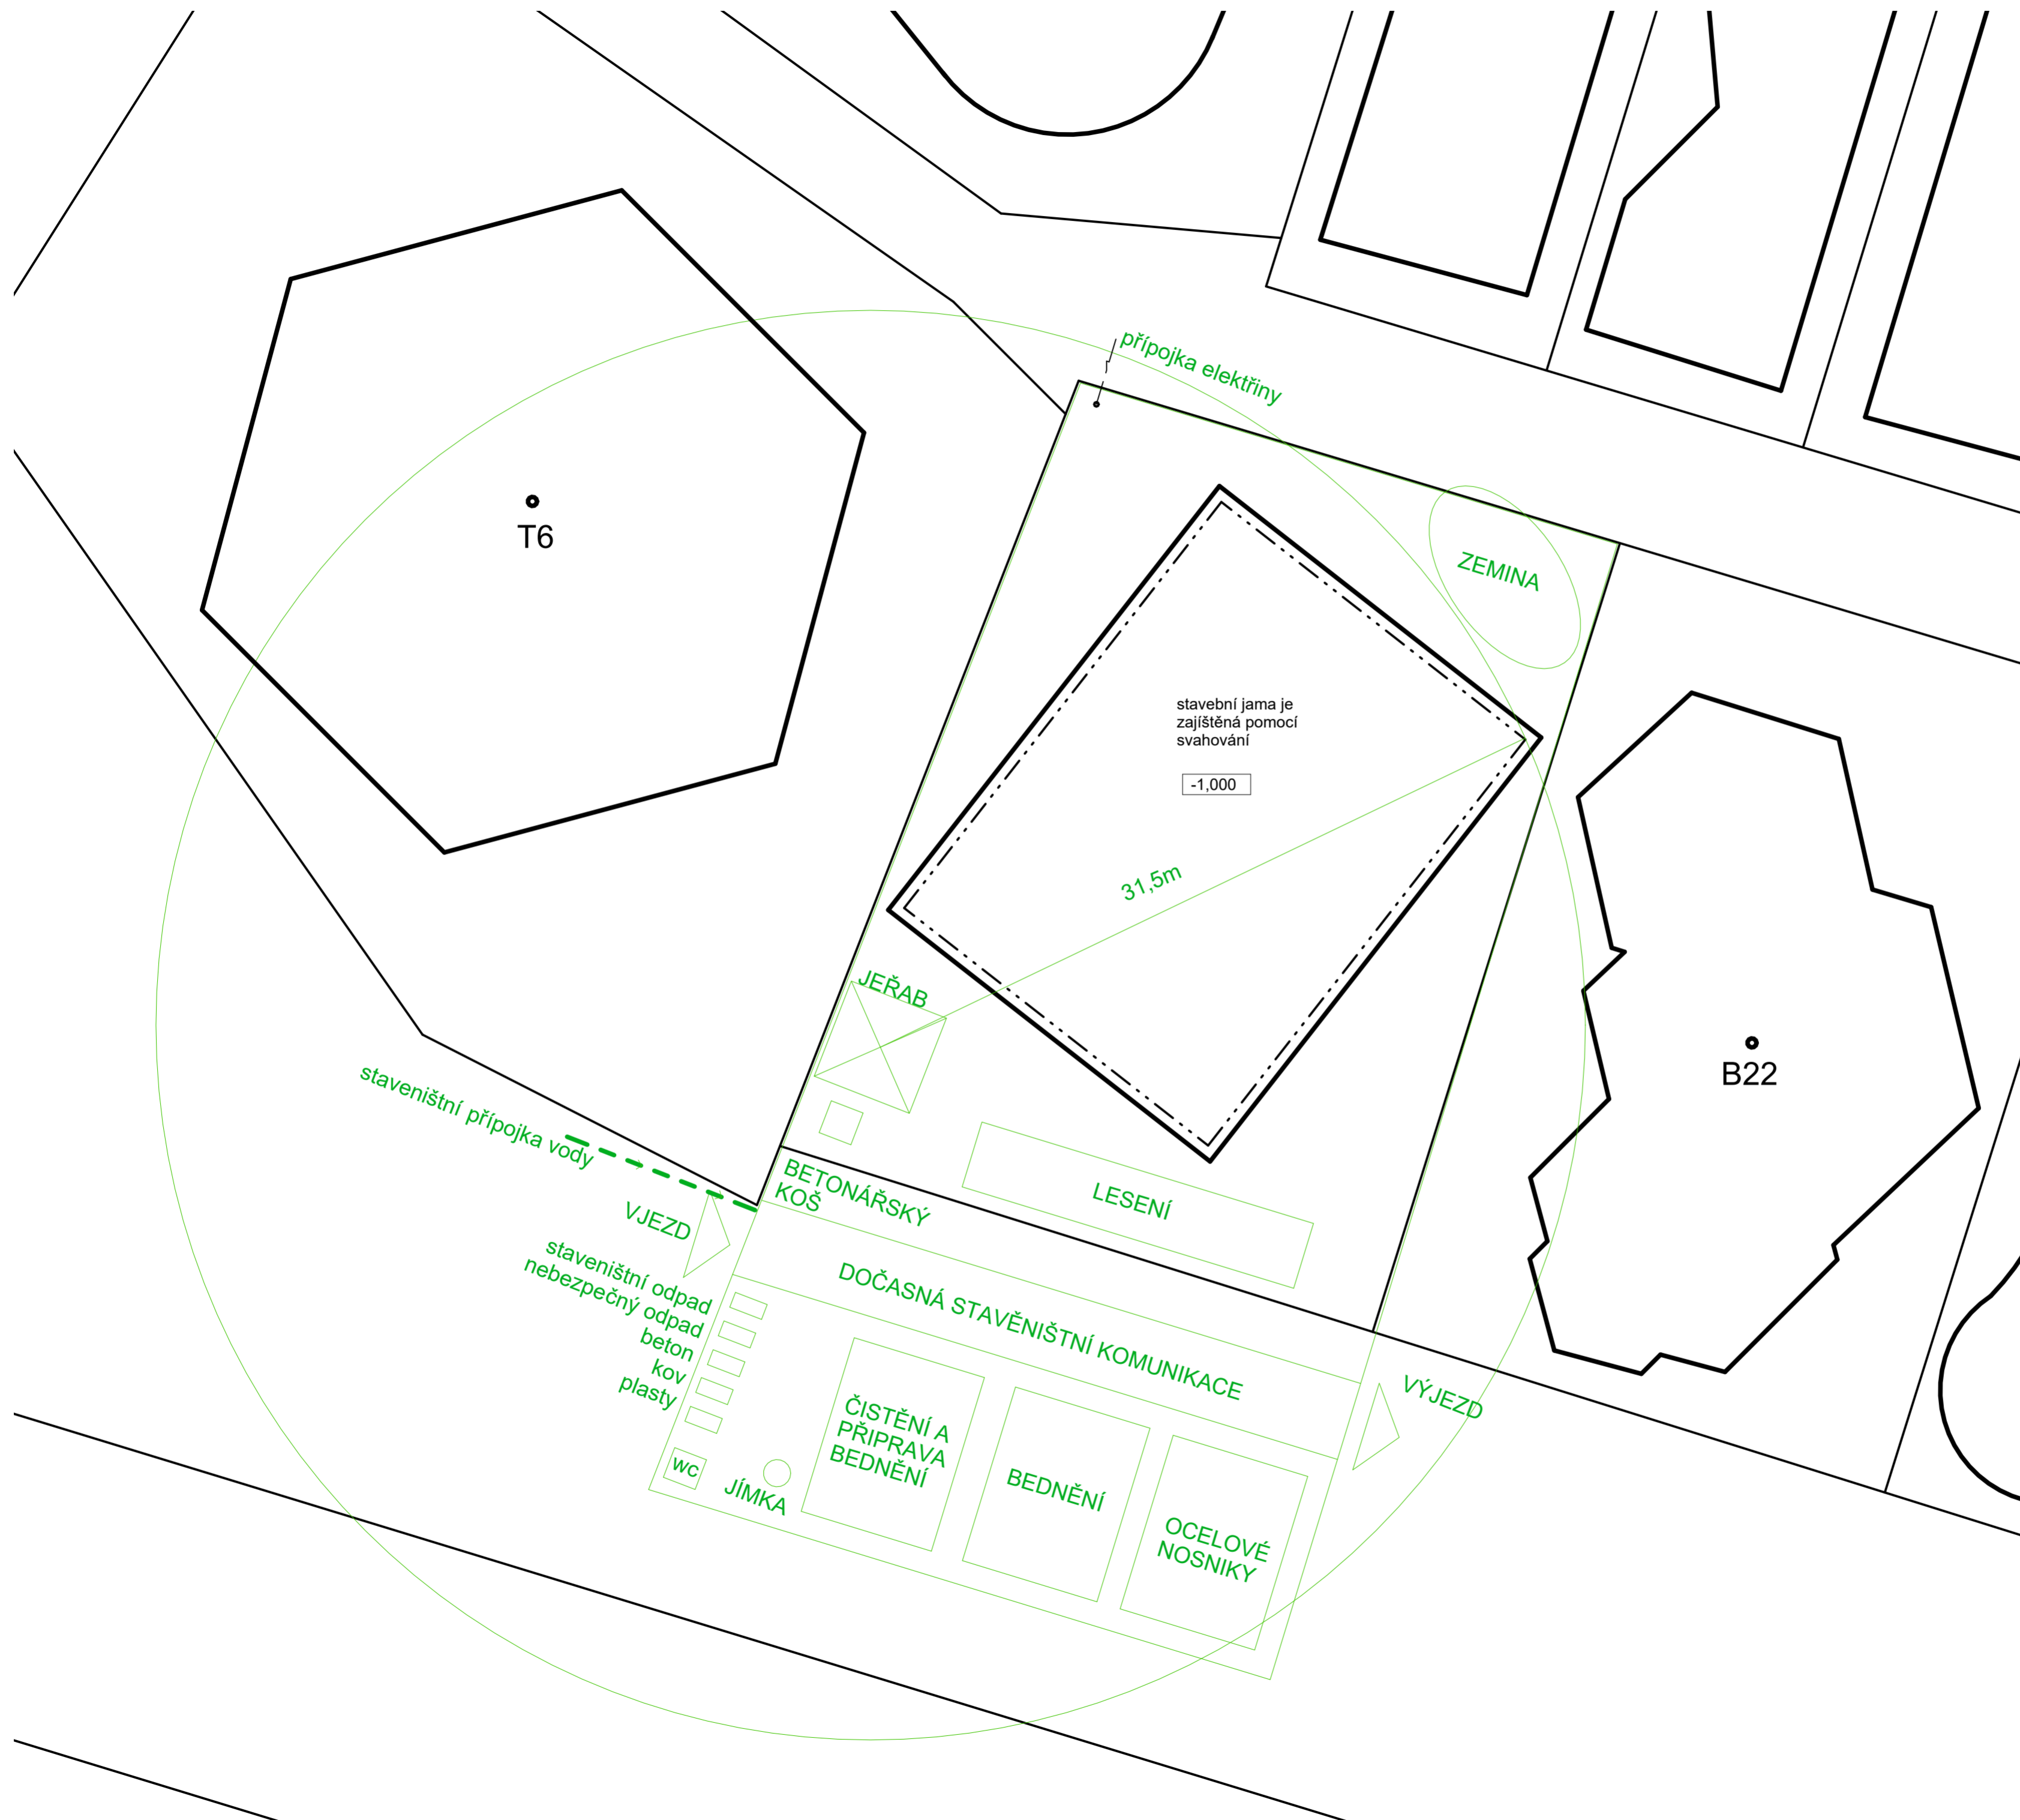 přípojka elektřiny
T6
ZEMINA
stavební jama je
zajíštěná pomocí
svahování
-1,000
31,5m
JEŘAB
B22
staveništní přípojka vody
BETONÁŘSKÝ
KOŠ
LESENÍ
VJEZD
staveništní odpad
nebezpečný odpad
beton
kov
plasty
DOČASNÁ STAVĚNIŠTNÍ KOMUNIKACE
VÝJEZD
ČISTĚNÍ A
PŘIPRAVA
BEDNĚNÍ
BEDNĚNÍ
OCELOVÉ
NOSNIKY
WC
JÍMKA